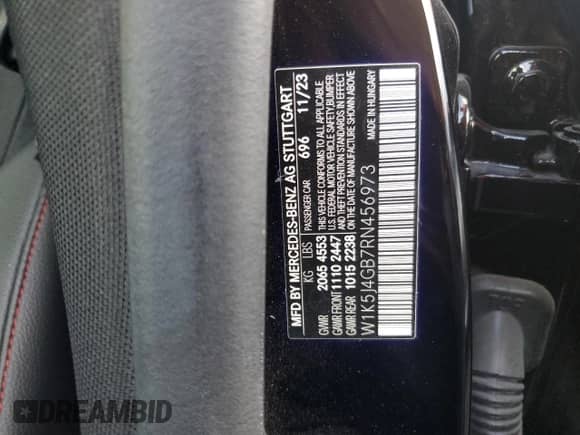 MFD BY MERCEDES-BENZ AG STUTTGART
PASSENGER CAR 696 11/23
KG LBS
GVWR 2065 4553
GAWR FRONT 1110 2447
GAWR REAR 1015 2238
THIS VEHICLE CONFORMS TO ALL APPLICABLE
U.S. FEDERAL MOTOR VEHICLE SAFETY, BUMPER
AND THEFT PREVENTION STANDARDS IN EFFECT
ON THE DATE OF MANUFACTURE SHOWN ABOVE
MADE IN HUNGARY
W1K5J4GB7RN456973
DREAMBID